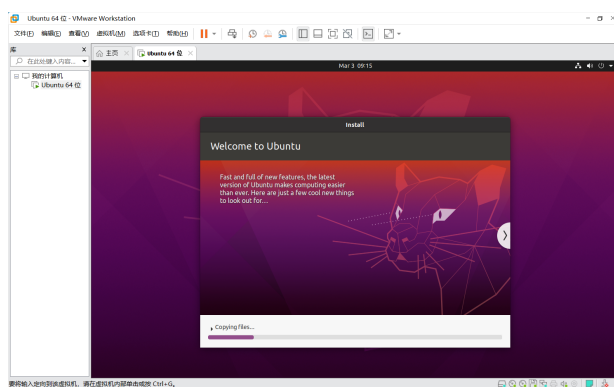 Ubuntu 64 位 - VMware Workstation
文件(F) 编辑(E) 查看(V) 虚拟机(M) 选项卡(T) 帮助(H)
库
在此处键入内容...
我的计算机
Ubuntu 64 位
主页
Ubuntu 64 位
Mar 3 09:15
Install
Welcome to Ubuntu
Fast and full of new features, the latest
version of Ubuntu makes computing easier
than ever. Here are just a few cool new things
to look out for...
Copying files...
要将输入定向到该虚拟机，请在虚拟机内部单击或按 Ctrl+G。